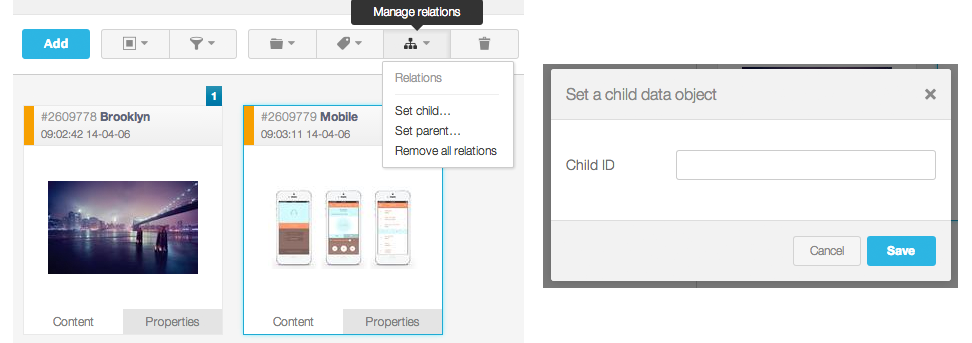 Manage relations
Add
Relations
Set child...
Set parent...
Remove all relations
1
#2609778 Brooklyn
09:02:42 14-04-06
Content
Properties
#2609779 Mobile
09:03:11 14-04-06
Content
Properties
Set a child data object
Child ID
Cancel
Save